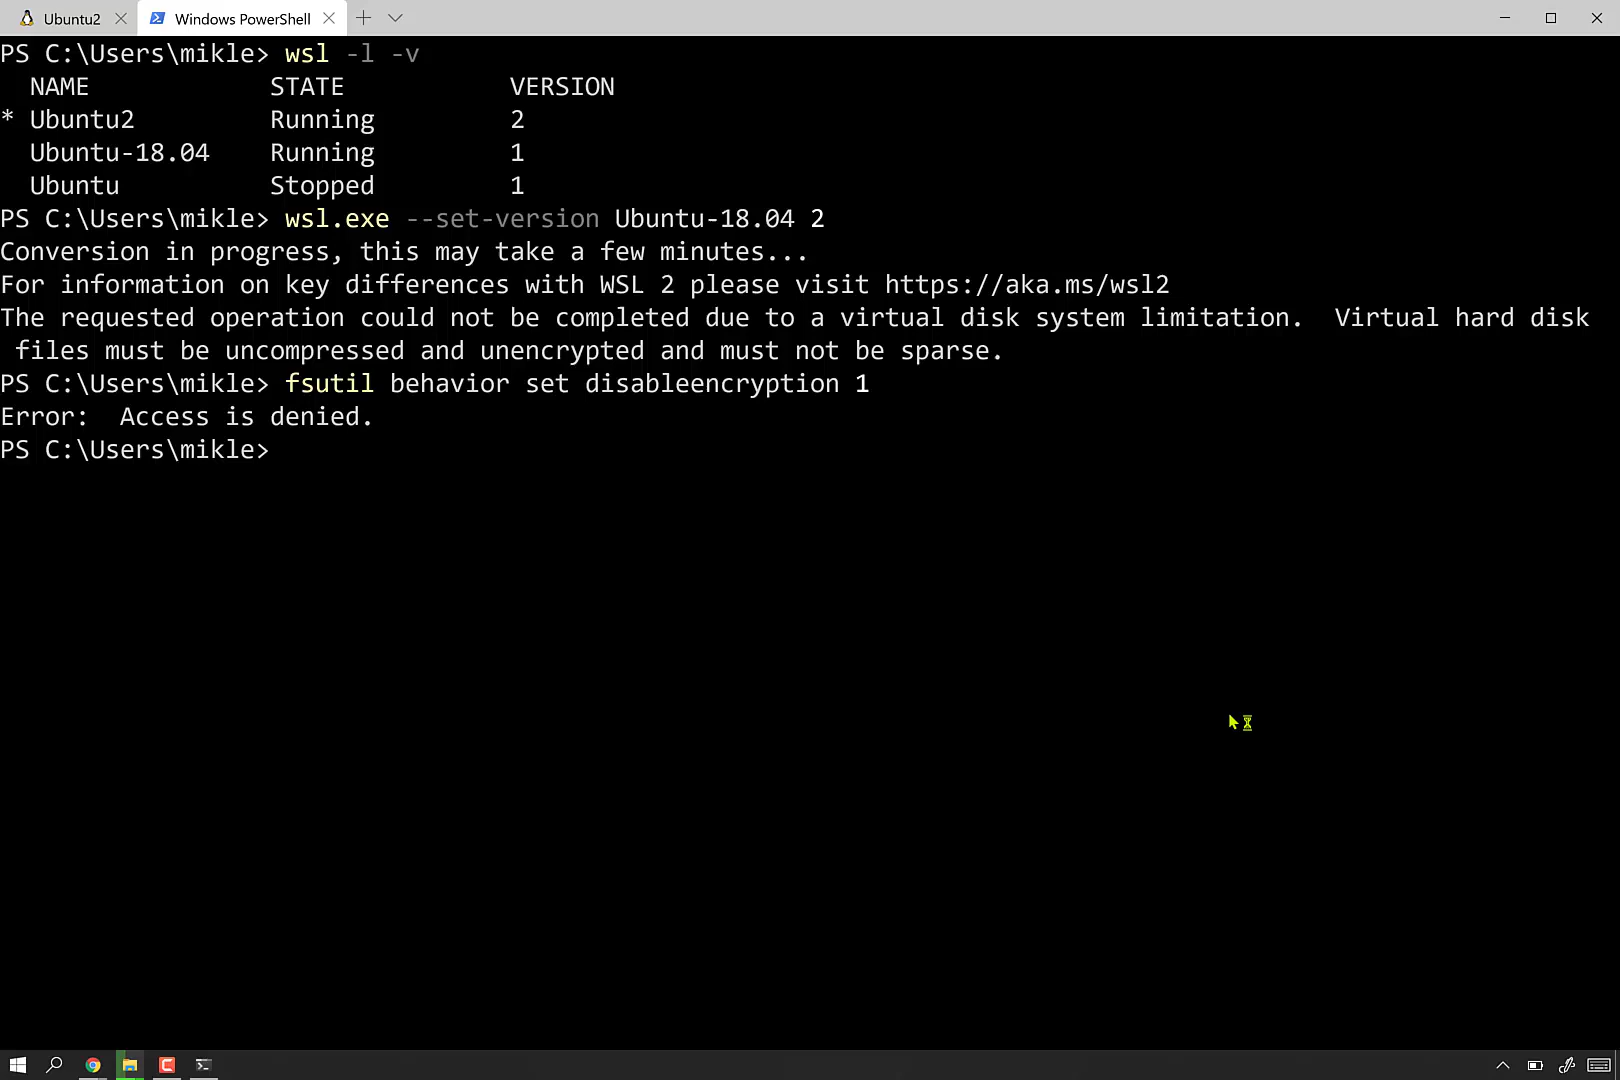 Ubuntu2 Windows PowerShell
PS C:\Users\mikle> wsl -l -v
NAME STATE VERSION
* Ubuntu2 Running 2
Ubuntu-18.04 Running 1
Ubuntu Stopped 1
PS C:\Users\mikle> wsl.exe --set-version Ubuntu-18.04 2
Conversion in progress, this may take a few minutes...
For information on key differences with WSL 2 please visit https://aka.ms/wsl2
The requested operation could not be completed due to a virtual disk system limitation.  Virtual hard disk
files must be uncompressed and unencrypted and must not be sparse.
PS C:\Users\mikle> fsutil behavior set disableencryption 1
Error:  Access is denied.
PS C:\Users\mikle>